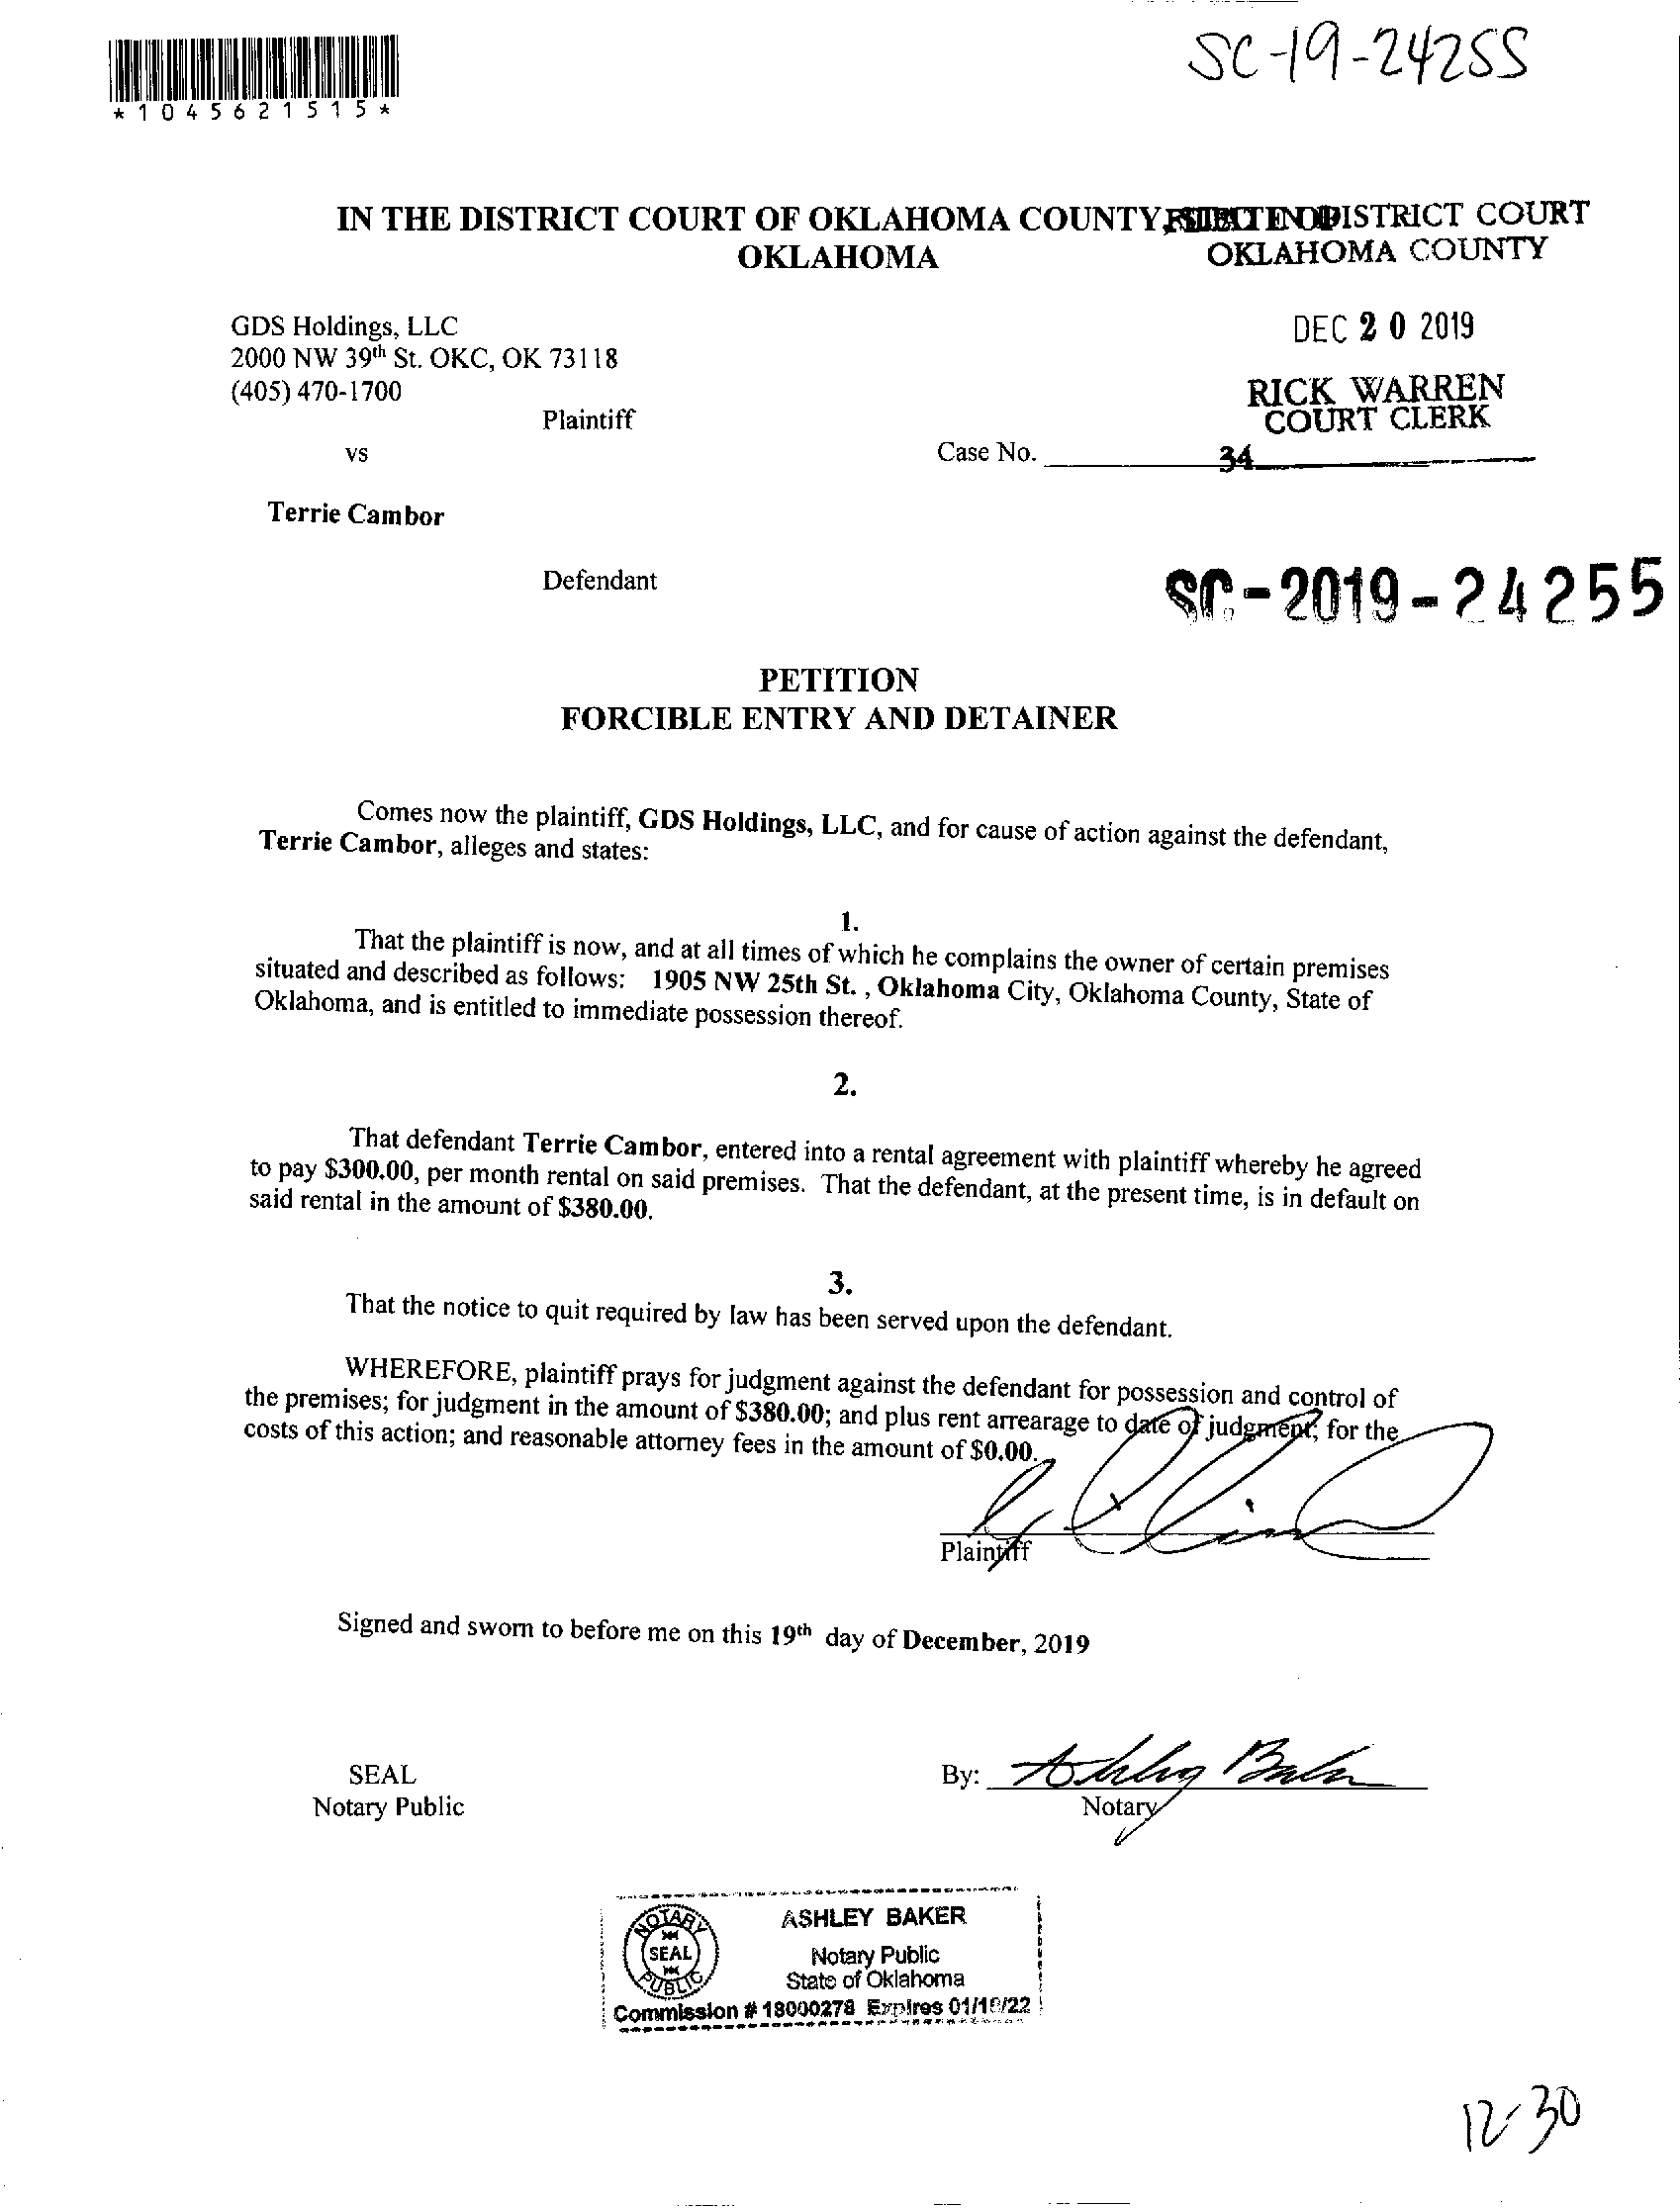 SC-19-24255
*1045621515*
IN THE DISTRICT COURT OF OKLAHOMA COUNTY, DISTRICT COURT
OKLAHOMA OKLAHOMA COUNTY
GDS Holdings, LLC
DEC 20 2019
2000 NW 39th St. OKC, OK 73118
(405) 470-1700
RICK WARREN
COURT CLERK
Plaintiff
vs
Case No. 34
Terrie Cambor
Defendant
SC-2019-24255
PETITION
FORCIBLE ENTRY AND DETAINER
Comes now the plaintiff, GDS Holdings, LLC, and for cause of action against the defendant,
Terrie Cambor, alleges and states:
1.
That the plaintiff is now, and at all times of which he complains the owner of certain premises
situated and described as follows: 1905 NW 25th St. , Oklahoma City, Oklahoma County, State of
Oklahoma, and is entitled to immediate possession thereof.
2.
That defendant Terrie Cambor, entered into a rental agreement with plaintiff whereby he agreed
to pay $300.00, per month rental on said premises. That the defendant, at the present time, is in default on
said rental in the amount of $380.00.
3.
That the notice to quit required by law has been served upon the defendant.
WHEREFORE, plaintiff prays for judgment against the defendant for possession and control of
the premises; for judgment in the amount of $380.00; and plus rent arrearage to date of judgment; for the
costs of this action; and reasonable attorney fees in the amount of $0.00.
Plaintiff
Signed and sworn to before me on this 19th day of December, 2019
SEAL
By: Ashley Baker
Notary Public
Notary
NOTARY SEAL PUBLIC
ASHLEY BAKER
Notary Public
State of Oklahoma
Commission # 18000278 Expires
12-30